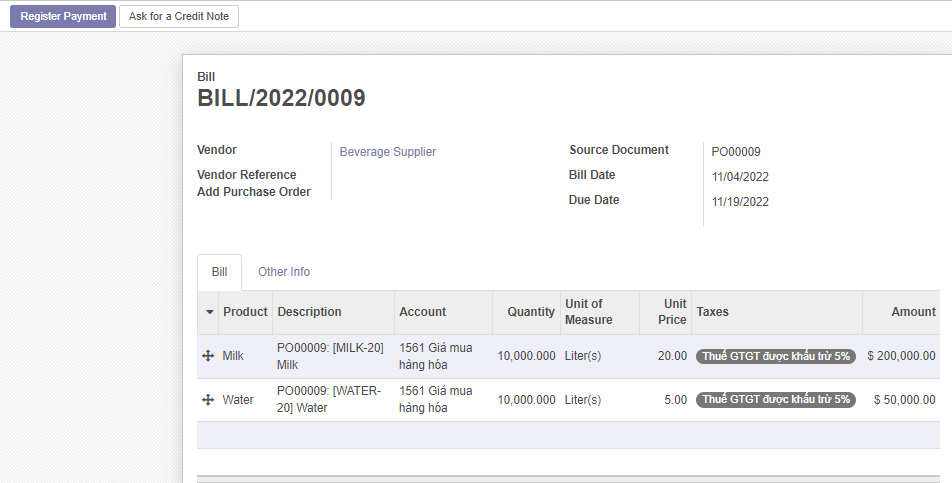 Register Payment Ask for a Credit Note
Bill
BILL/2022/0009
Vendor Beverage Supplier Source Document PO00009
Vendor Reference Bill Date 11/04/2022
Add Purchase Order Due Date 11/19/2022
Bill Other Info
Product Description Account Quantity Unit of Measure Unit Price Taxes Amount
Milk PO00009: [MILK-20] Milk 1561 Giá mua hàng hóa 10,000.000 Liter(s) 20.00 Thuế GTGT được khấu trừ 5% $ 200,000.00
Water PO00009: [WATER-20] Water 1561 Giá mua hàng hóa 10,000.000 Liter(s) 5.00 Thuế GTGT được khấu trừ 5% $ 50,000.00